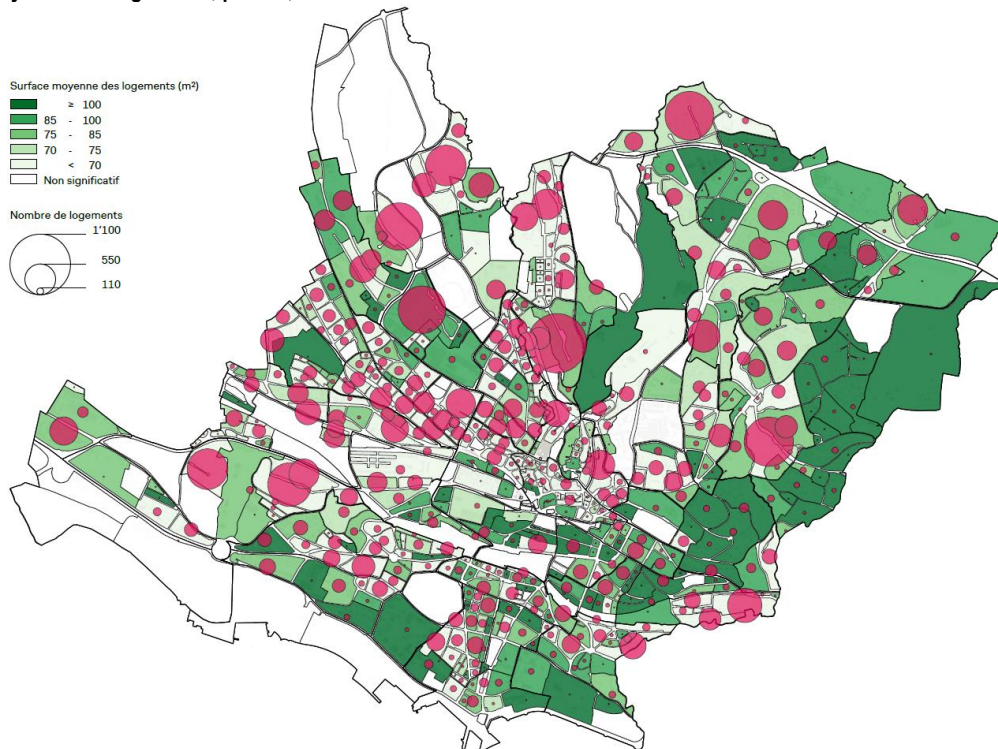 Surface moyenne des logements (m²)
≥ 100
85 - 100
75 - 85
70 - 75
< 70
Non significatif
Nombre de logements
1'100
550
110